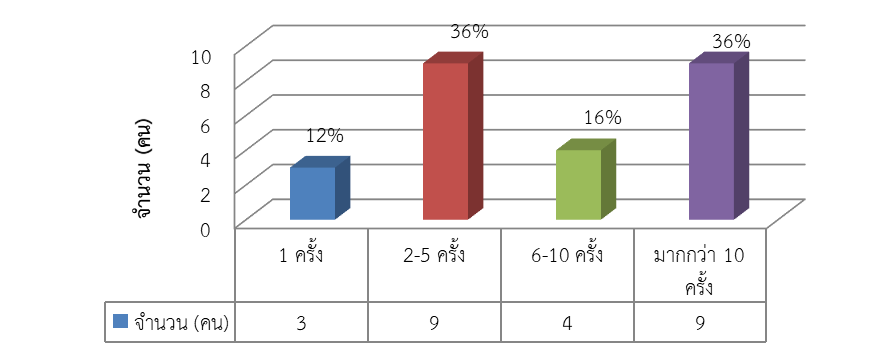 36%
36%
16%
12%
จำนวน (คน)
10
8
6
4
2
0
1 ครั้ง
2-5 ครั้ง
6-10 ครั้ง
มากกว่า 10
ครั้ง
จำนวน (คน)
3
9
4
9